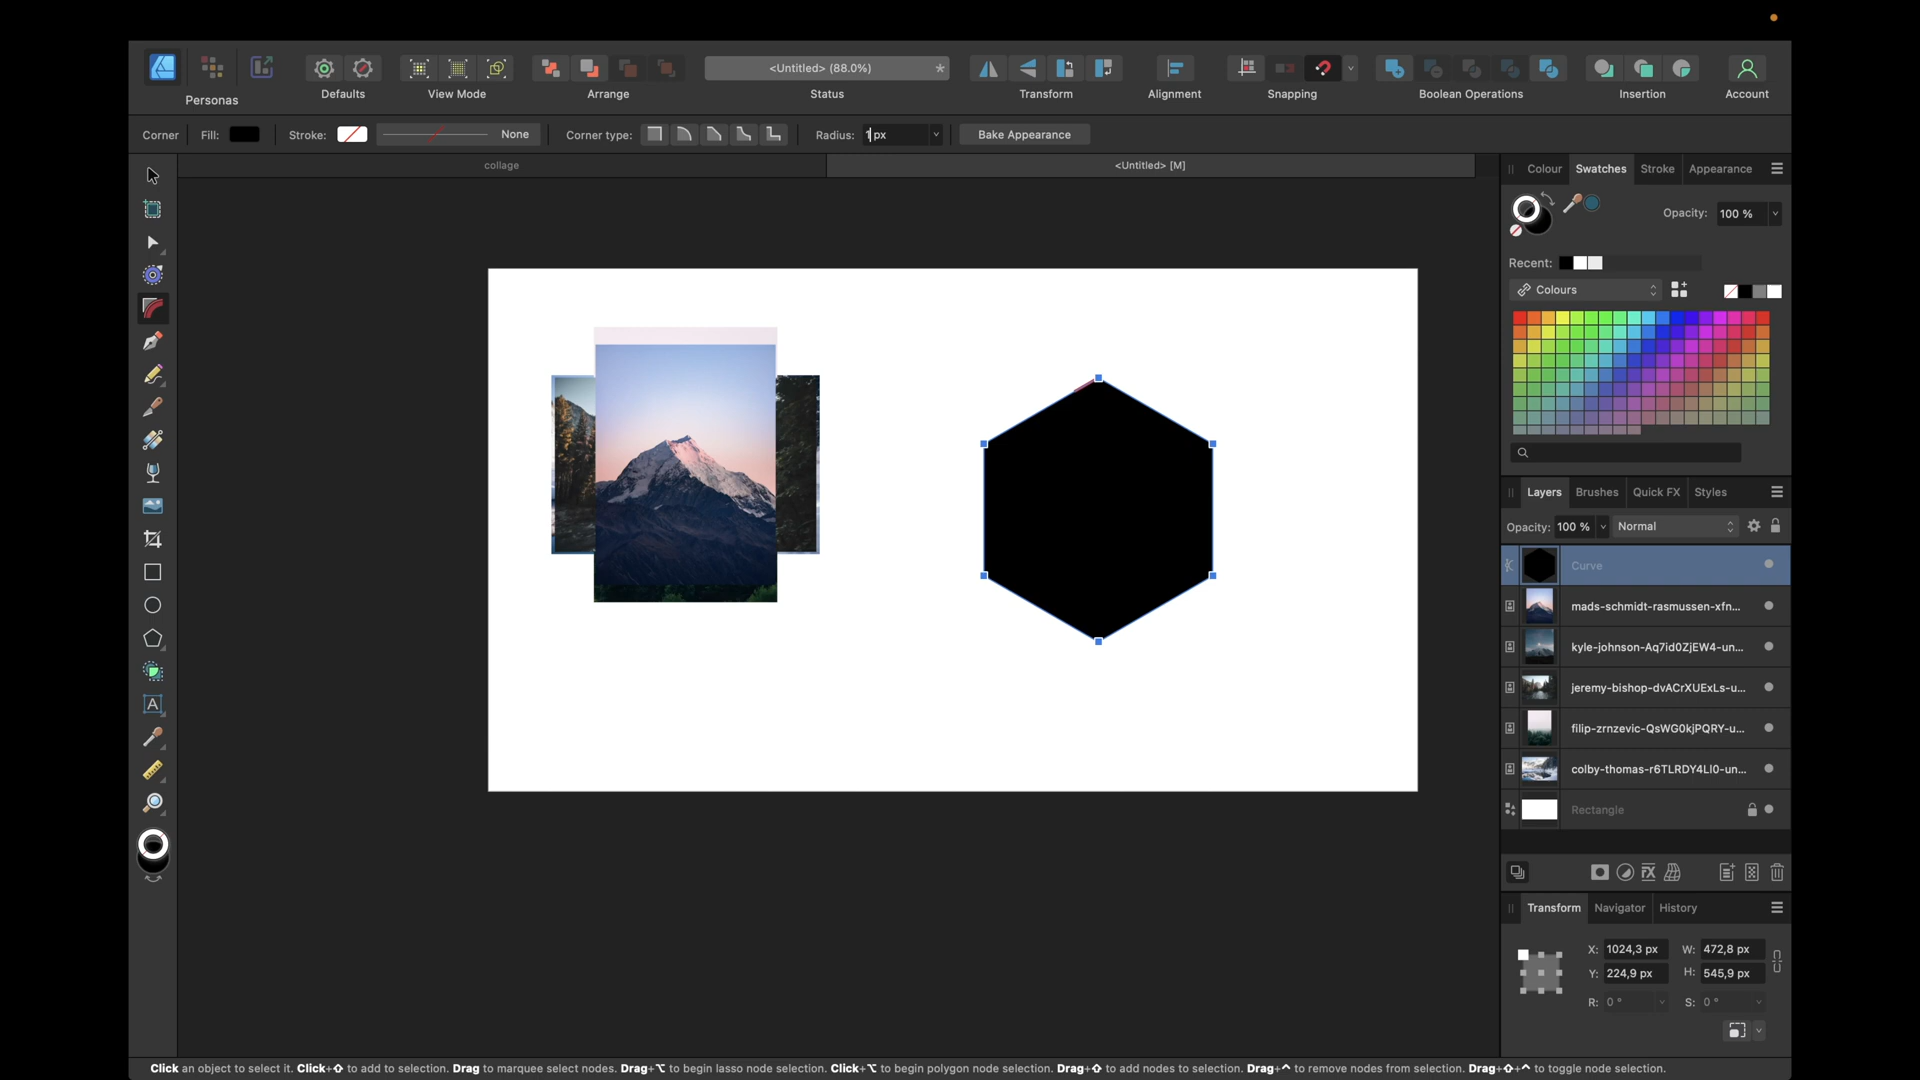 <Untitled> (88.0%)
Personas
Defaults
View Mode
Arrange
Status
Transform
Alignment
Snapping
Boolean Operations
Insertion
Account
Corner
Fill:
Stroke:
None
Corner type:
Radius:
1 px
Bake Appearance
collage
<Untitled> [M]
Colour
Swatches
Stroke
Appearance
Opacity:
100 %
Recent:
Colours
Layers
Brushes
Quick FX
Styles
Opacity:
100 %
Normal
Curve
mads-schmidt-rasmussen-xfn...
kyle-johnson-Aq7id0ZjEW4-un...
jeremy-bishop-dvACrXUExLs-u...
filip-zrnzevic-QsWG0kjPQRY-u...
colby-thomas-r6TLRDY4LI0-un...
Rectangle
Transform
Navigator
History
X: 1024,3 px
W: 472,8 px
Y: 224,9 px
H: 545,9 px
R: 0 °
S: 0 °
Click an object to select it. Click+⇧ to add to selection. Drag to marquee select nodes. Drag+⌥ to begin lasso node selection. Click+⌥ to begin polygon node selection. Drag+⇧ to add nodes to selection. Drag+⌃ to remove nodes from selection. Drag+⇧+⌃ to toggle node selection.